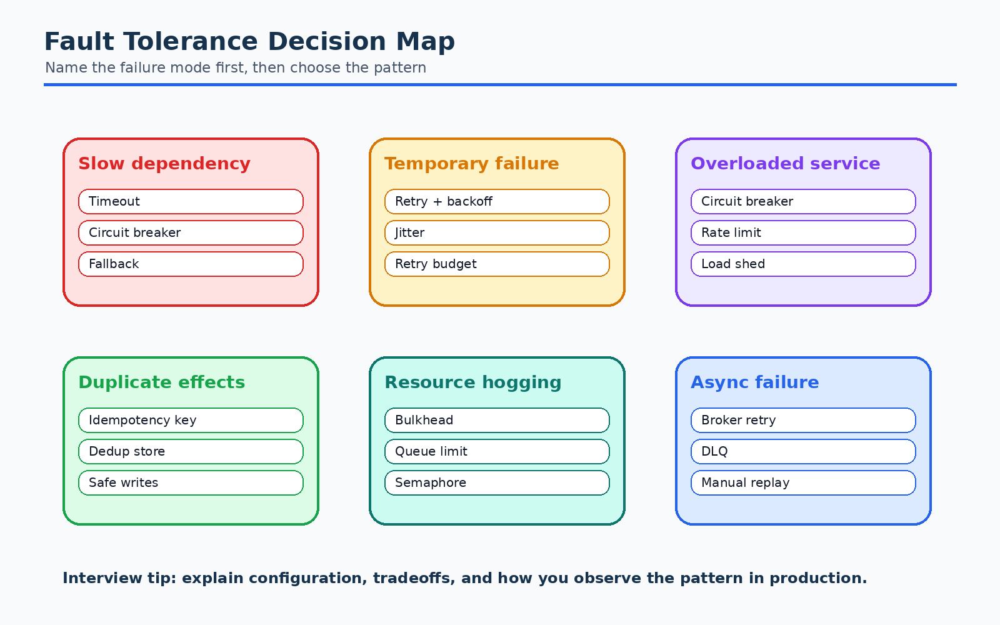 Fault Tolerance Decision Map
Name the failure mode first, then choose the pattern
Slow dependency
Timeout
Circuit breaker
Fallback
Temporary failure
Retry + backoff
Jitter
Retry budget
Overloaded service
Circuit breaker
Rate limit
Load shed
Duplicate effects
Idempotency key
Dedup store
Safe writes
Resource hogging
Bulkhead
Queue limit
Semaphore
Async failure
Broker retry
DLQ
Manual replay
Interview tip: explain configuration, tradeoffs, and how you observe the pattern in production.